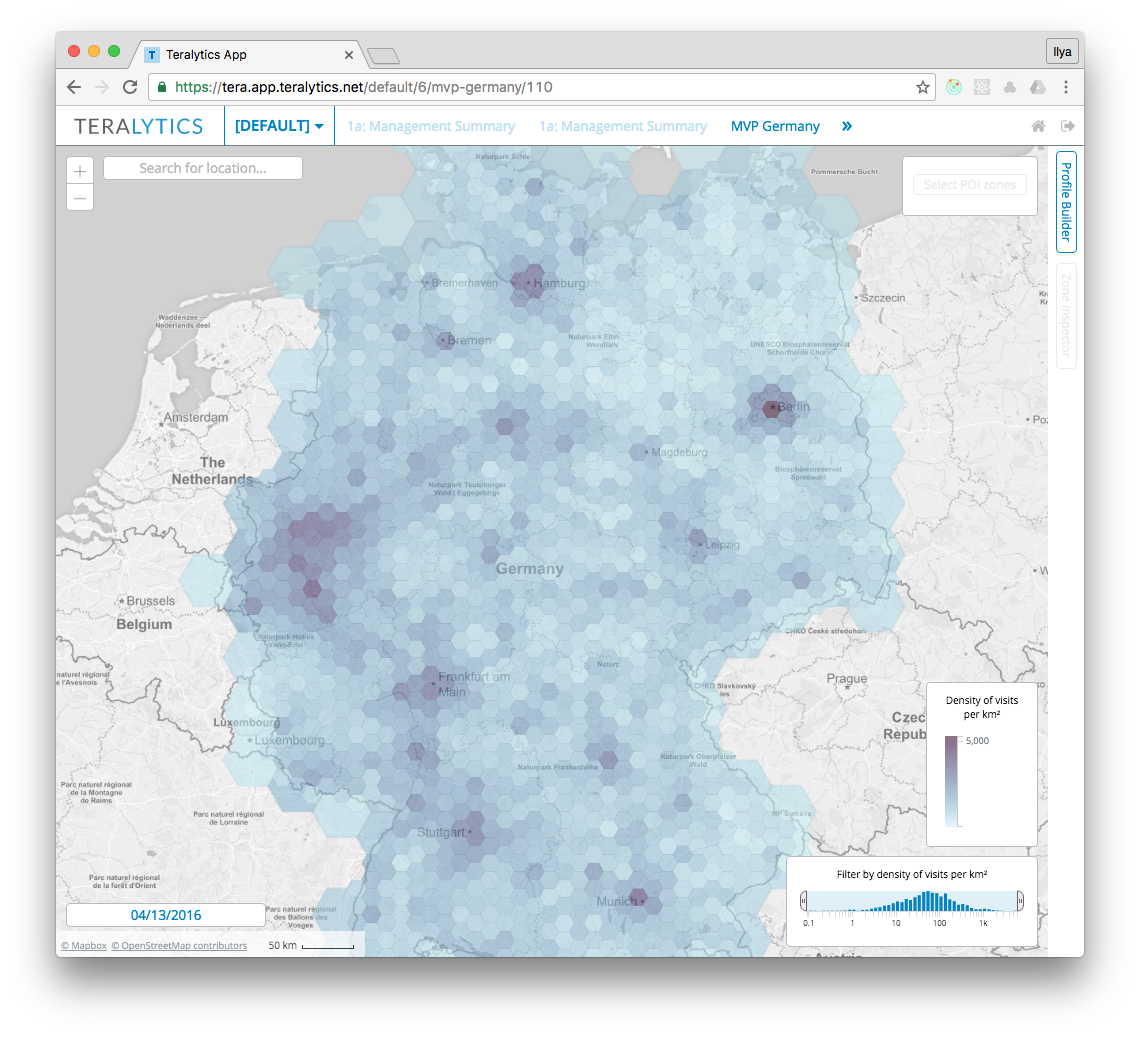 Teralytics App
Ilya
https://tera.app.teralytics.net/default/6/mvp-germany/110
TERALYTICS
[DEFAULT]
1a: Management Summary
1a: Management Summary
MVP Germany
»
+
−
Search for location...
Select POI zones
Profile Builder
Zone Inspector
Naturpark Schlei
Pommersche Bucht
Bremerhaven
Hamburg
Szczecin
Waddenzee —
Nederlands deel
Bremen
Naturpark Elbh
Wendlanc
UNESCO Biosphärenreservat
Schorfheide Chorin
Berlin
Amsterdam
Poz
Magdeburg
The
Netherlands
Biosphärenreservat
Spreewald
Naturpark Teutoburger
Wald / Eggegebirge
Leipzig
Germany
W
Brussels
Belgium
Naturpark Hohes
Venn-Eifel
CHKO České středohoří
Naturp
Frankfurt am
Main
naturel régional
e l'Avesnois
Prague
CHKO Slavkovský
les
Luxembourg
Luxembourg
Czec
Repub
Naturpark Frankenhöhe
Naturpark Oberpfälzer
Wald
Parc naturel régional
de la Montagne
de Reims
Parc naturel régional
de Lorraine
NP Šumava
Stuttgart
Parc naturel régional
de la forêt d'Orient
Munich
Parc naturel régional
des Ballons des
Vosges
Austria
Density of visits
per km²
5,000
Filter by density of visits per km²
0.1 1 10 100 1k
04/13/2016
© Mapbox © OpenStreetMap contributors
50 km